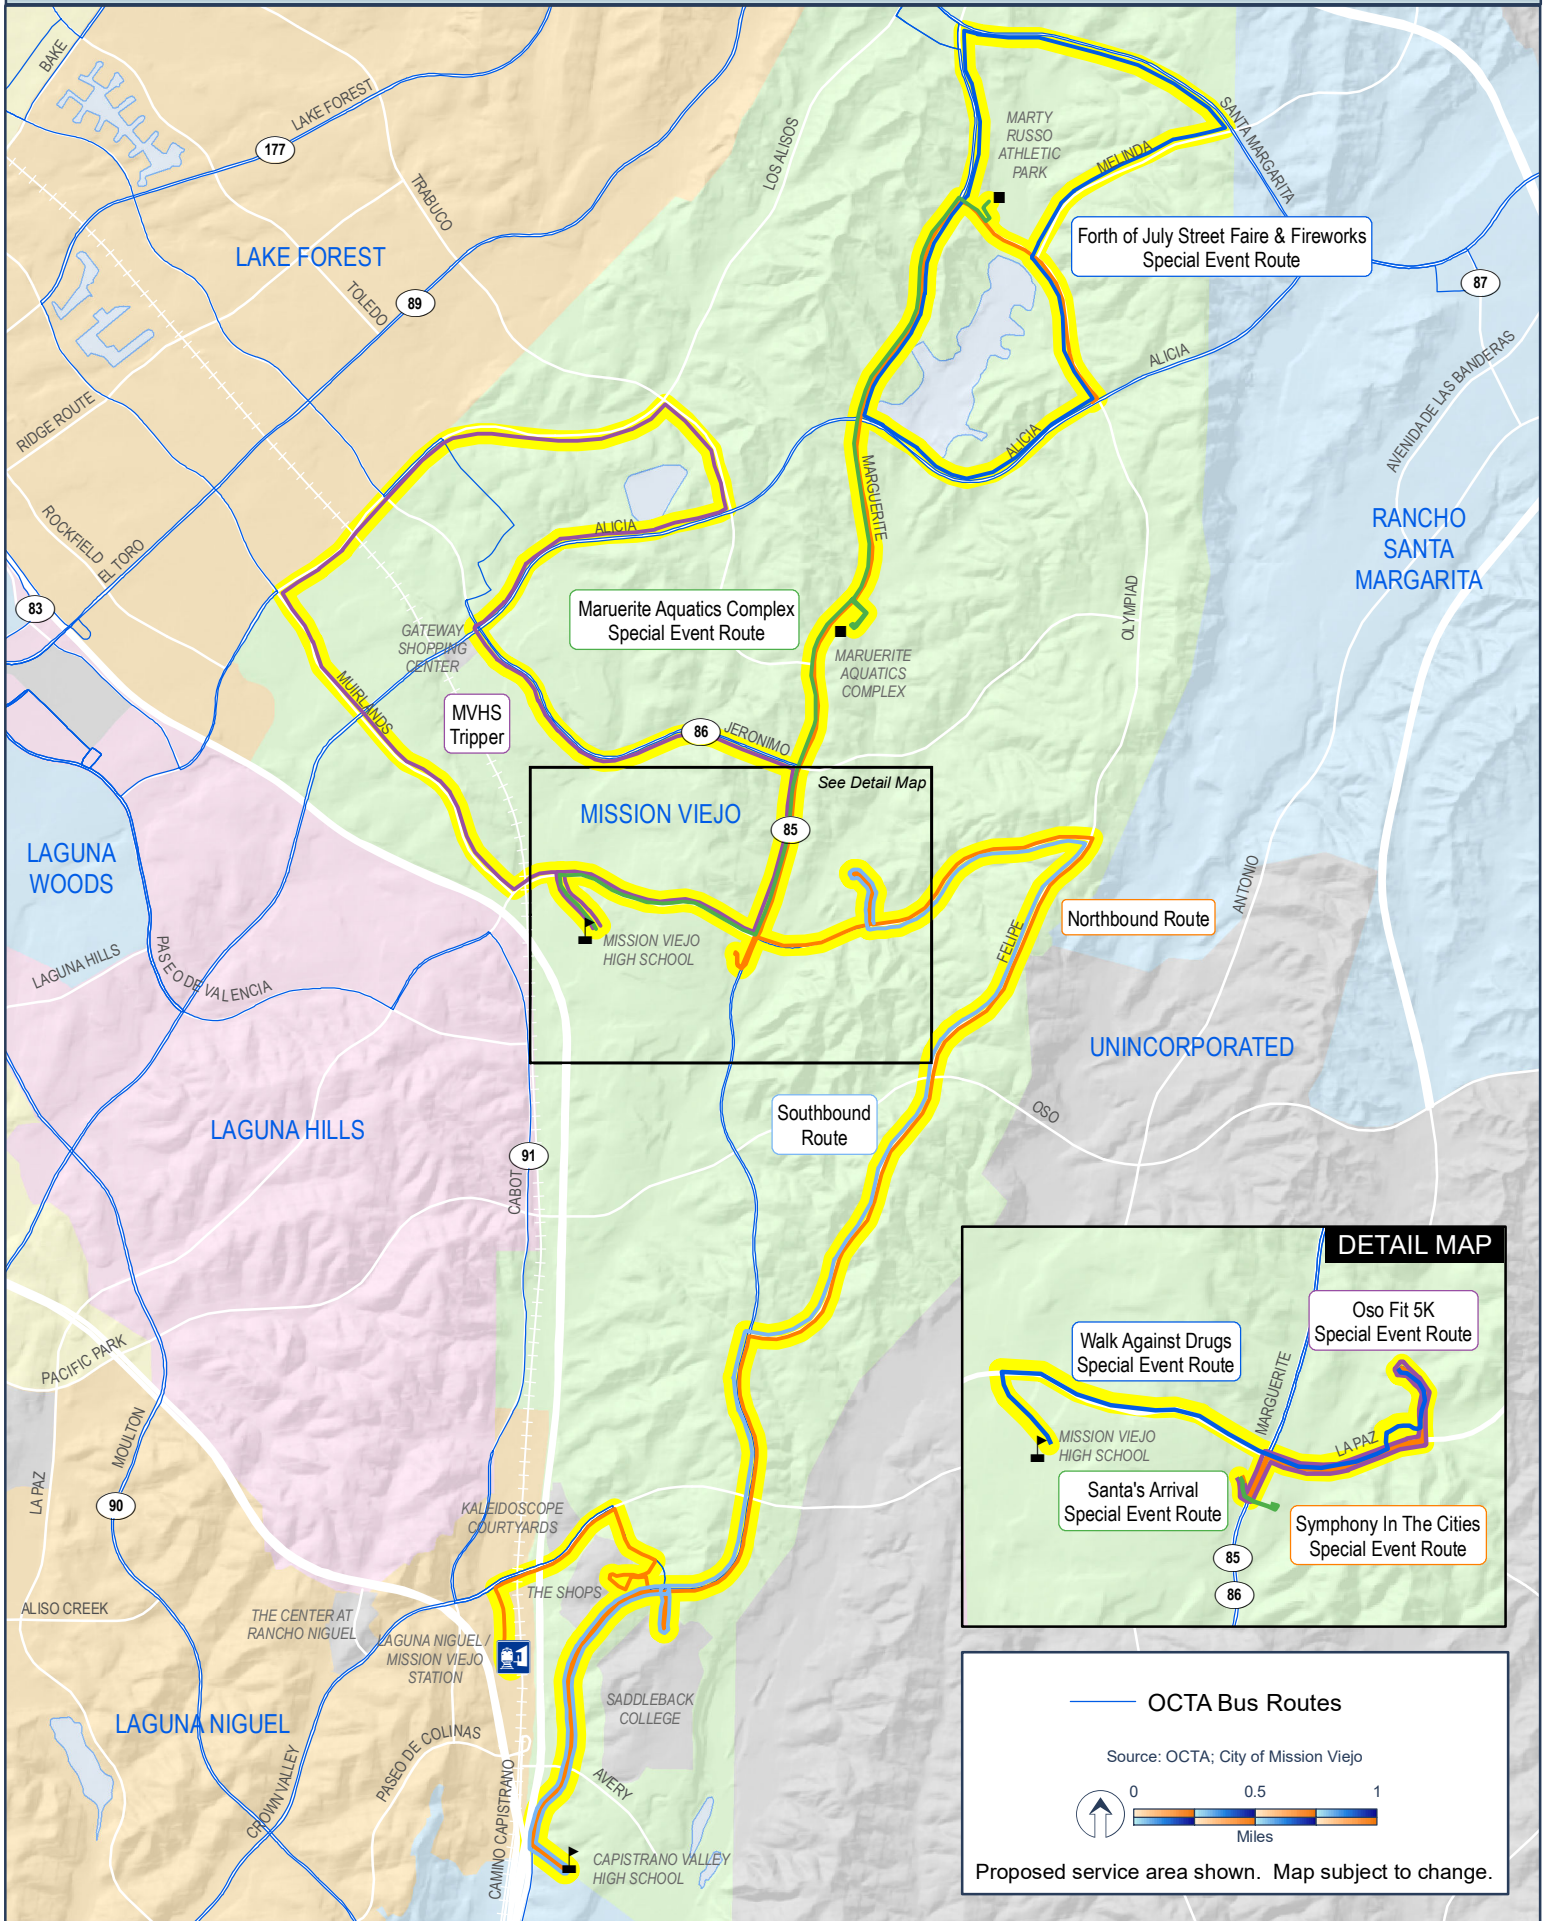 BAKE
LAKE FOREST
177
TRABUCO
LOS ALISOS
MARTY
RUSSO
ATHLETIC
PARK
MELINDA
SANTA MARGARITA
LAKE FOREST
TOLEDO
89
Forth of July Street Faire & Fireworks
Special Event Route
87
ALICIA
AVENIDA DE LAS BANDERAS
RIDGE ROUTE
ALICIA
MARGUERITE
ROCKFIELD
EL TORO
ALICIA
RANCHO
SANTA
MARGARITA
83
GATEWAY
SHOPPING
CENTER
Maruerite Aquatics Complex
Special Event Route
MARUERITE
AQUATICS
COMPLEX
OLYMPIAD
MUIRLANDS
MVHS
Tripper
86
JERONIMO
See Detail Map
MISSION VIEJO
85
LAGUNA
WOODS
ANTONIO
Northbound Route
FELIPE
MISSION VIEJO
HIGH SCHOOL
LAGUNA HILLS
PASEO DE VALENCIA
UNINCORPORATED
OSO
Southbound
Route
LAGUNA HILLS
91
CABOT
DETAIL MAP
Oso Fit 5K
Special Event Route
Walk Against Drugs
Special Event Route
MARGUERITE
LA PAZ
MISSION VIEJO
HIGH SCHOOL
Santa's Arrival
Special Event Route
Symphony In The Cities
Special Event Route
85
86
PACIFIC PARK
MOULTON
LA PAZ
90
KALEIDOSCOPE
COURTYARDS
THE SHOPS
ALISO CREEK
THE CENTER AT
RANCHO NIGUEL
LAGUNA NIGUEL /
MISSION VIEJO
STATION
SADDLEBACK
COLLEGE
LAGUNA NIGUEL
PASEO DE COLINAS
CROWN VALLEY
CAMINO CAPISTRANO
AVERY
CAPISTRANO VALLEY
HIGH SCHOOL
OCTA Bus Routes
Source: OCTA; City of Mission Viejo
0 0.5 1
Miles
Proposed service area shown. Map subject to change.